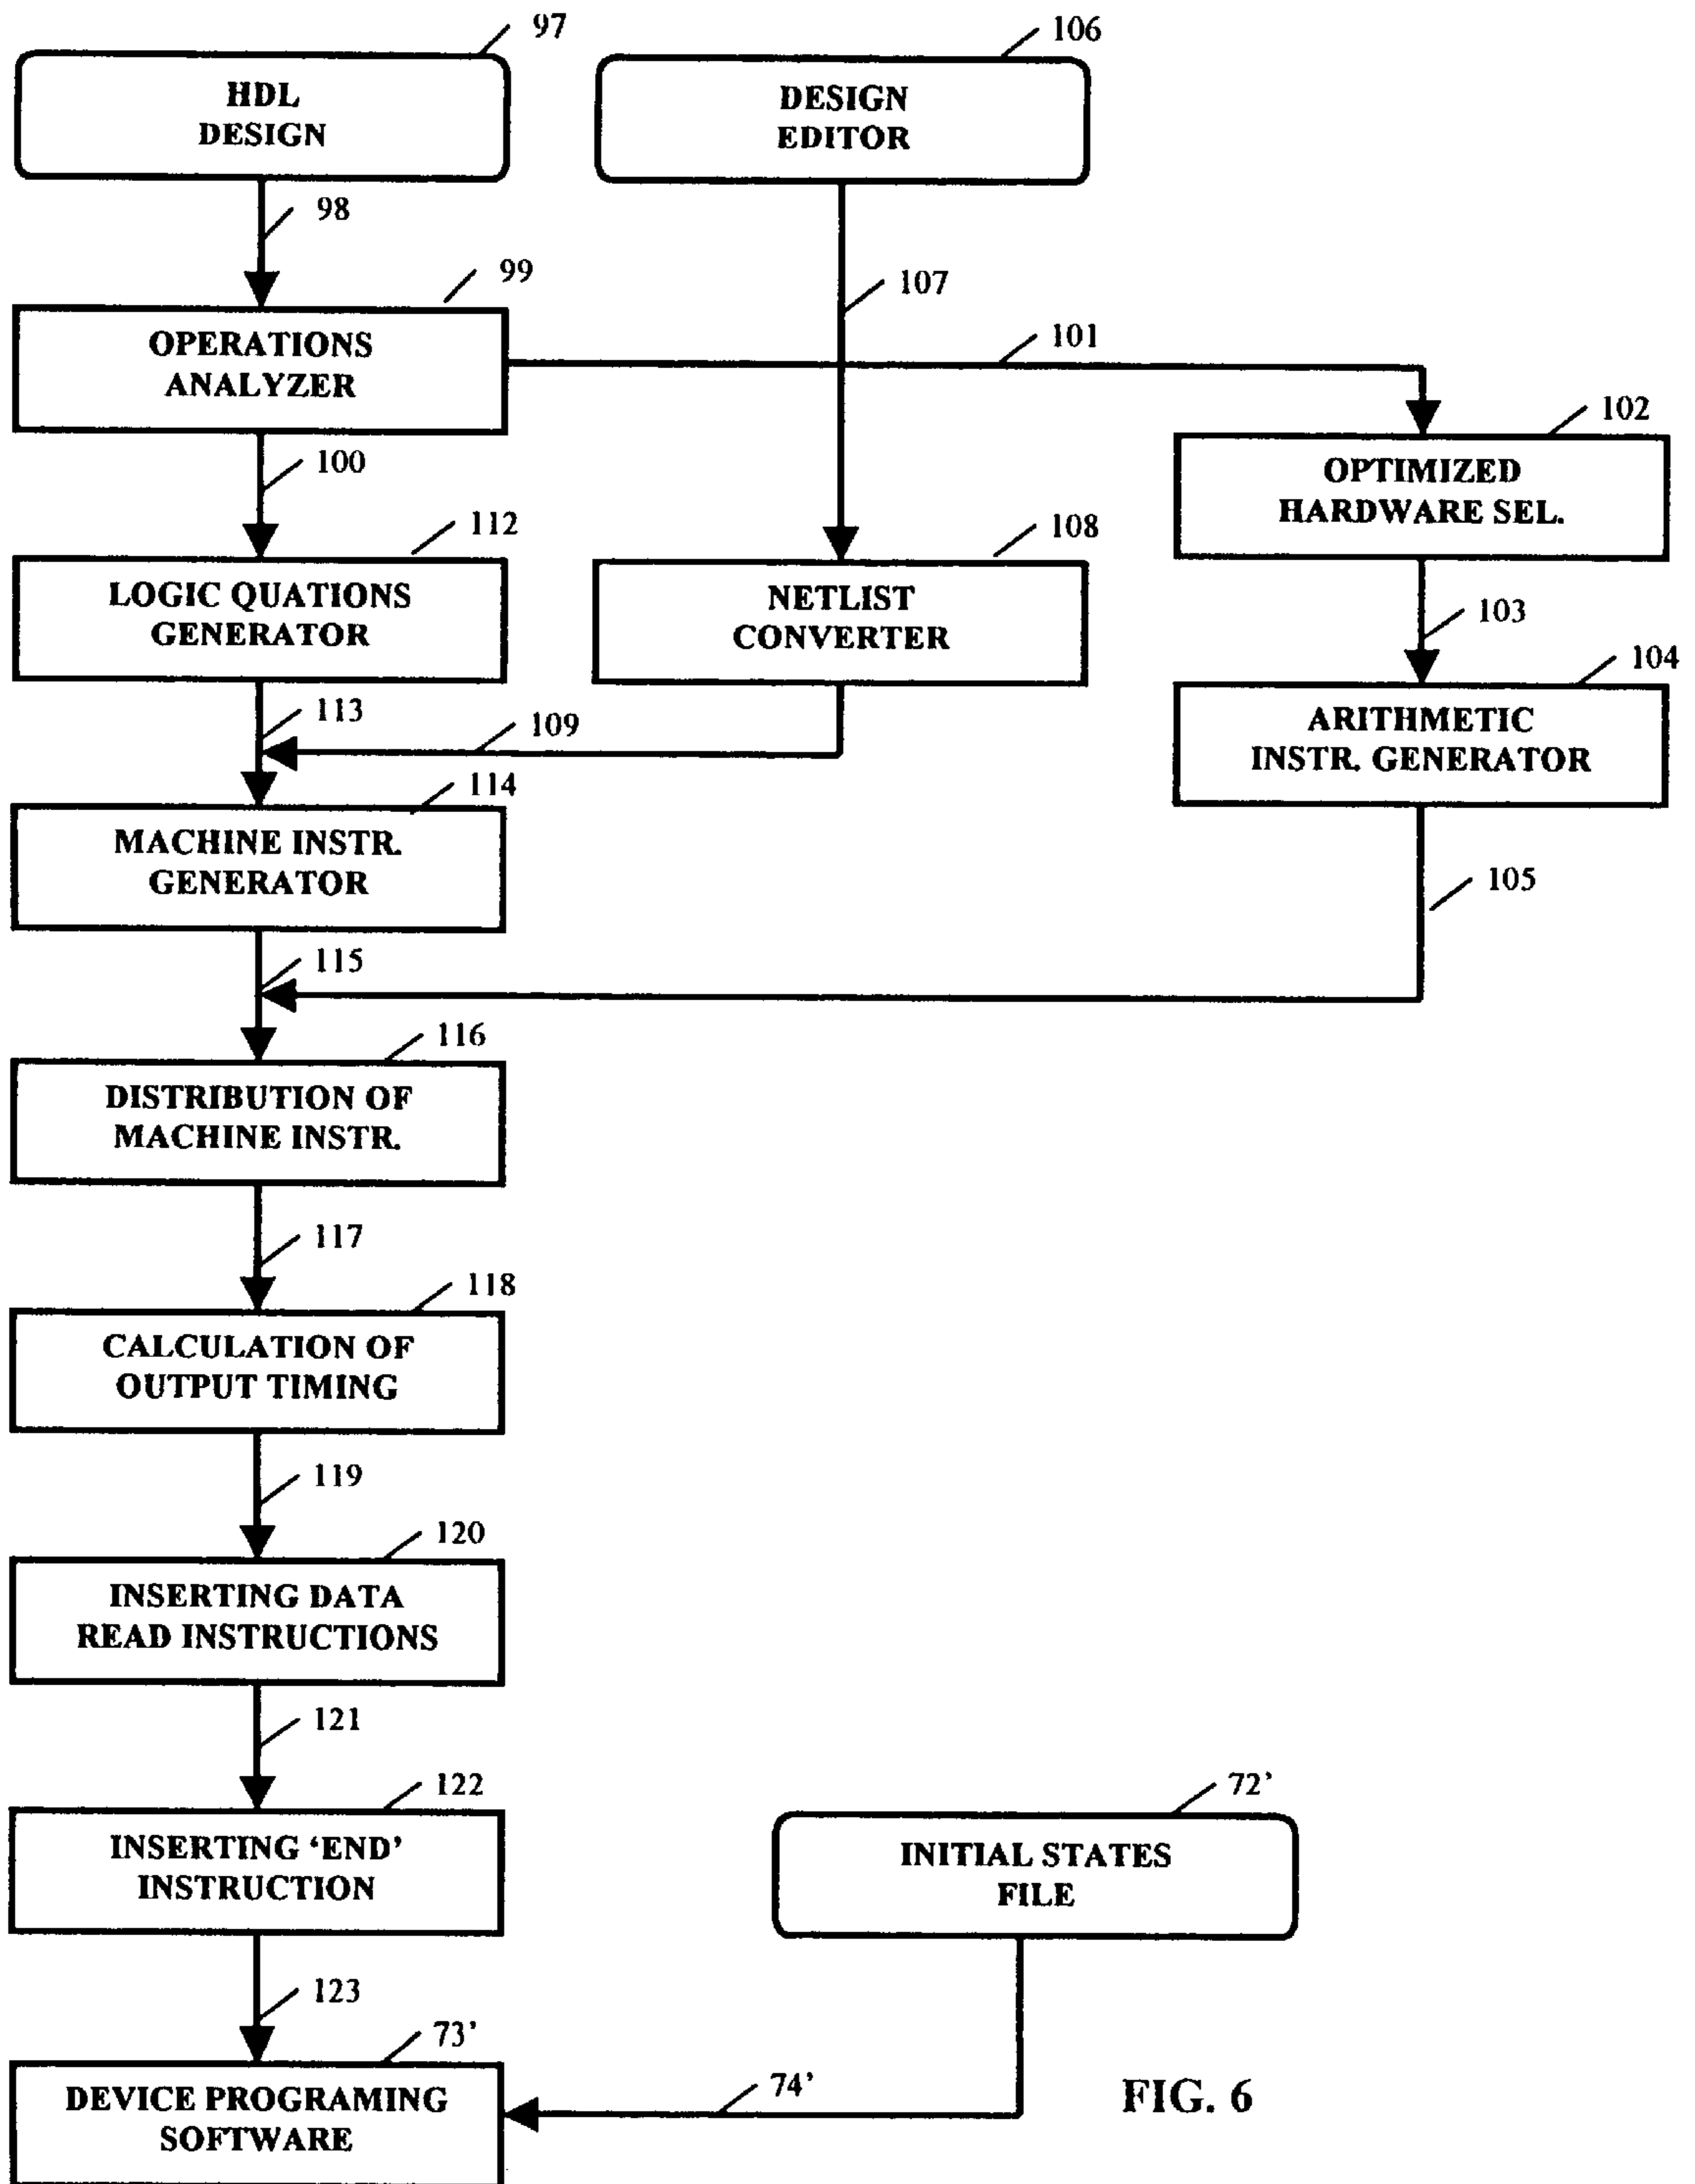 97
106
HDL
DESIGN
DESIGN
EDITOR
98
99
107
OPERATIONS
ANALYZER
101
102
100
OPTIMIZED
HARDWARE SEL.
112
108
LOGIC QUATIONS
GENERATOR
NETLIST
CONVERTER
103
104
113
109
ARITHMETIC
INSTR. GENERATOR
114
MACHINE INSTR.
GENERATOR
105
115
116
DISTRIBUTION OF
MACHINE INSTR.
117
118
CALCULATION OF
OUTPUT TIMING
119
120
INSERTING DATA
READ INSTRUCTIONS
121
122
72'
INSERTING ‘END’
INSTRUCTION
INITIAL STATES
FILE
123
73'
74'
DEVICE PROGRAMING
SOFTWARE
FIG. 6